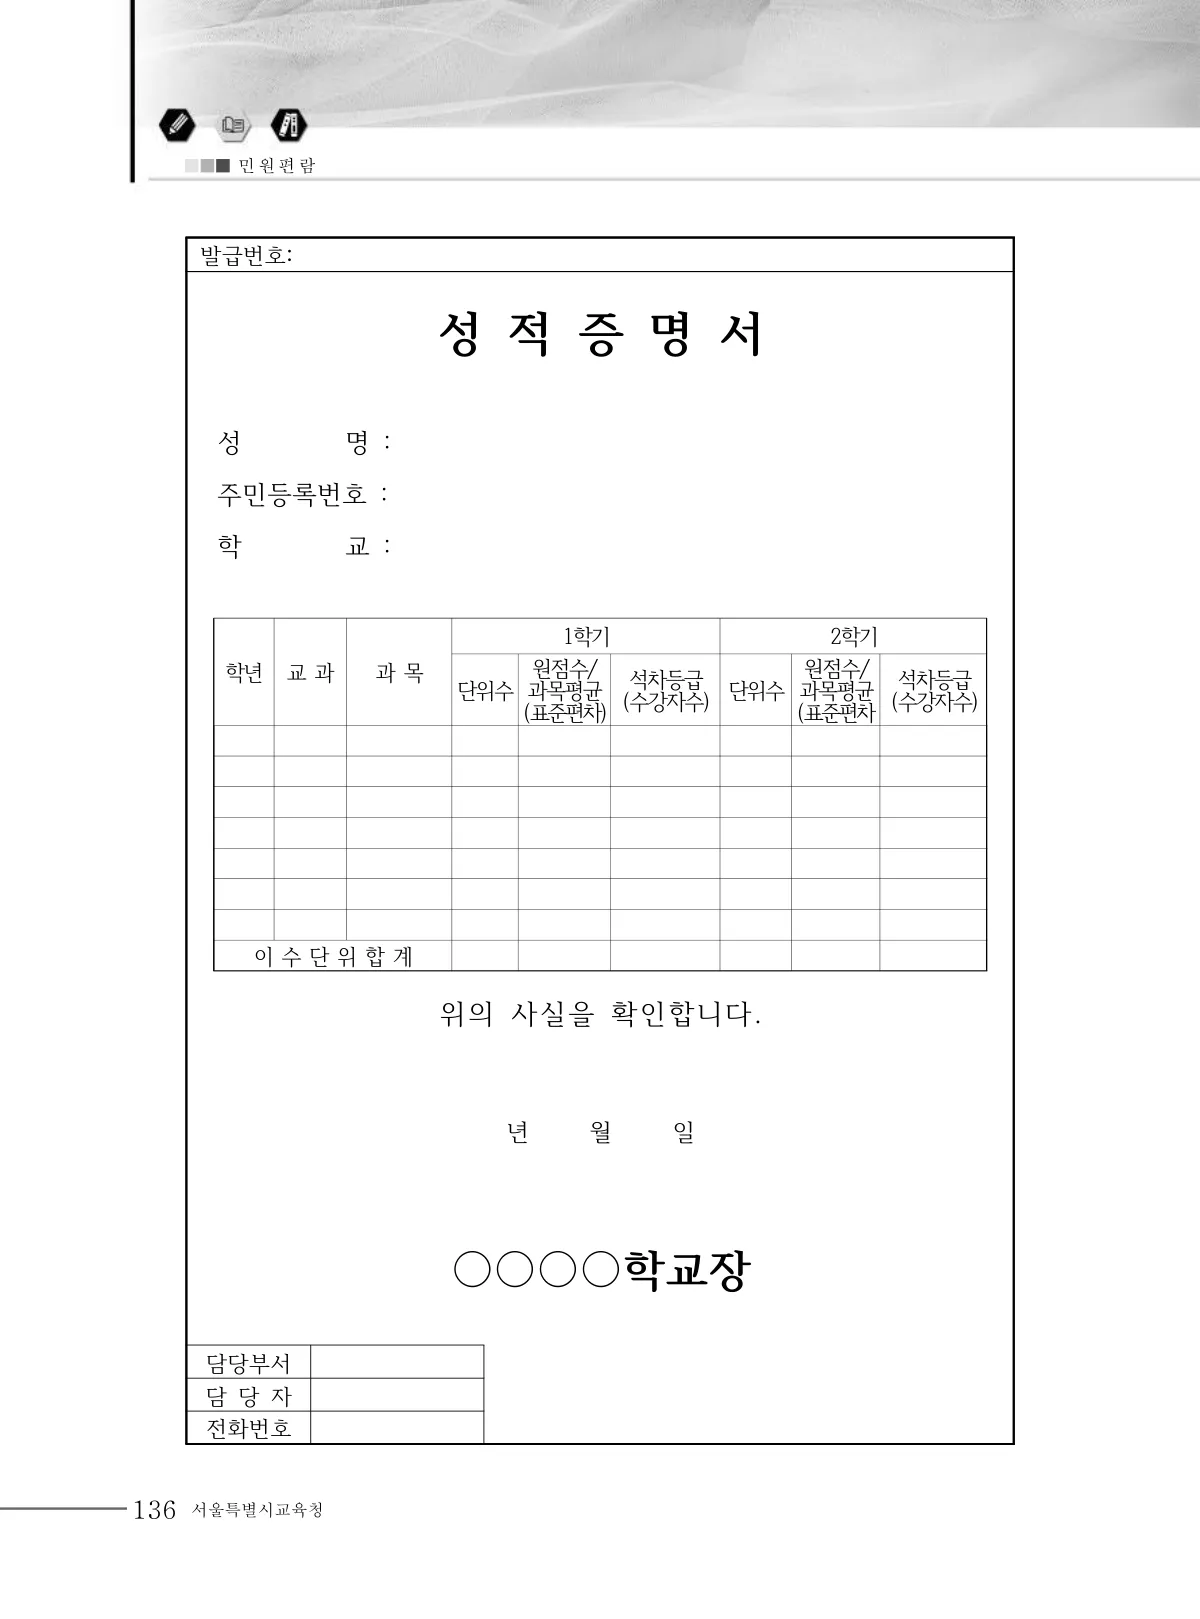 민원편람
발급번호:
성 적 증 명 서
성 명 :
주민등록번호 :
학 교 :
학년 교 과 과 목 1학기 2학기
단위수 원점수/과목평균(표준편차) 석차등급(수강자수) 단위수 원점수/과목평균(표준편차 석차등급(수강자수)
이 수 단 위 합 계
위의 사실을 확인합니다.
년 월 일
○○○○학교장
담당부서
담 당 자
전화번호
136 서울특별시교육청